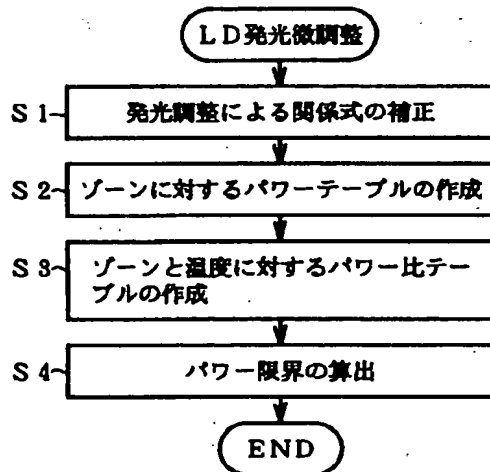 LD発光微調整
S1 発光調整による関係式の補正
S2 ゾーンに対するパワーテーブルの作成
S3 ゾーンと温度に対するパワー比テー
ブルの作成
S4 パワー限界の算出
END